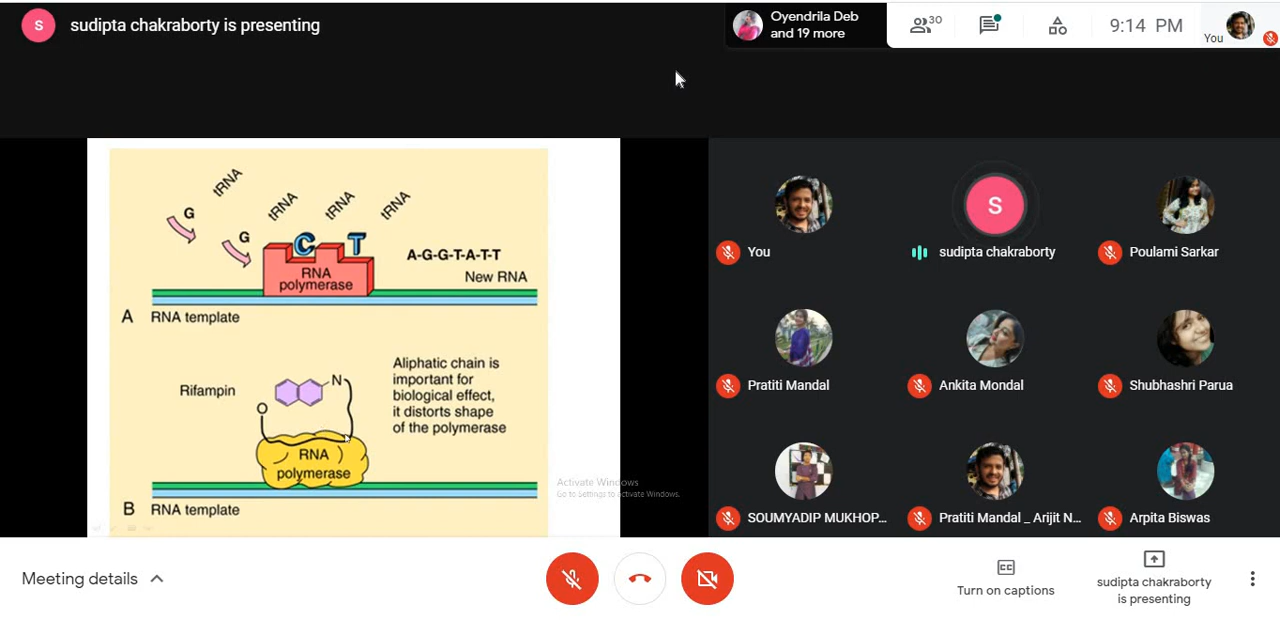 S
sudipta chakraborty is presenting
Oyendrila Deb
and 19 more
30
9:14 PM
You
tRNA
tRNA
tRNA
tRNA
G
G
C T
A-G-G-T-A-T-T
New RNA
RNA
polymerase
A RNA template
Rifampin
N
O
Aliphatic chain is
important for
biological effect,
it distorts shape
of the polymerase
RNA
polymerase
B RNA template
Activate Windows
Go to Settings to activate Windows.
You
S
sudipta chakraborty
Poulami Sarkar
Pratiti Mandal
Ankita Mondal
Shubhashri Parua
SOUMYADIP MUKHOP...
Pratiti Mandal _ Arijit N...
Arpita Biswas
Meeting details
CC
Turn on captions
sudipta chakraborty
is presenting